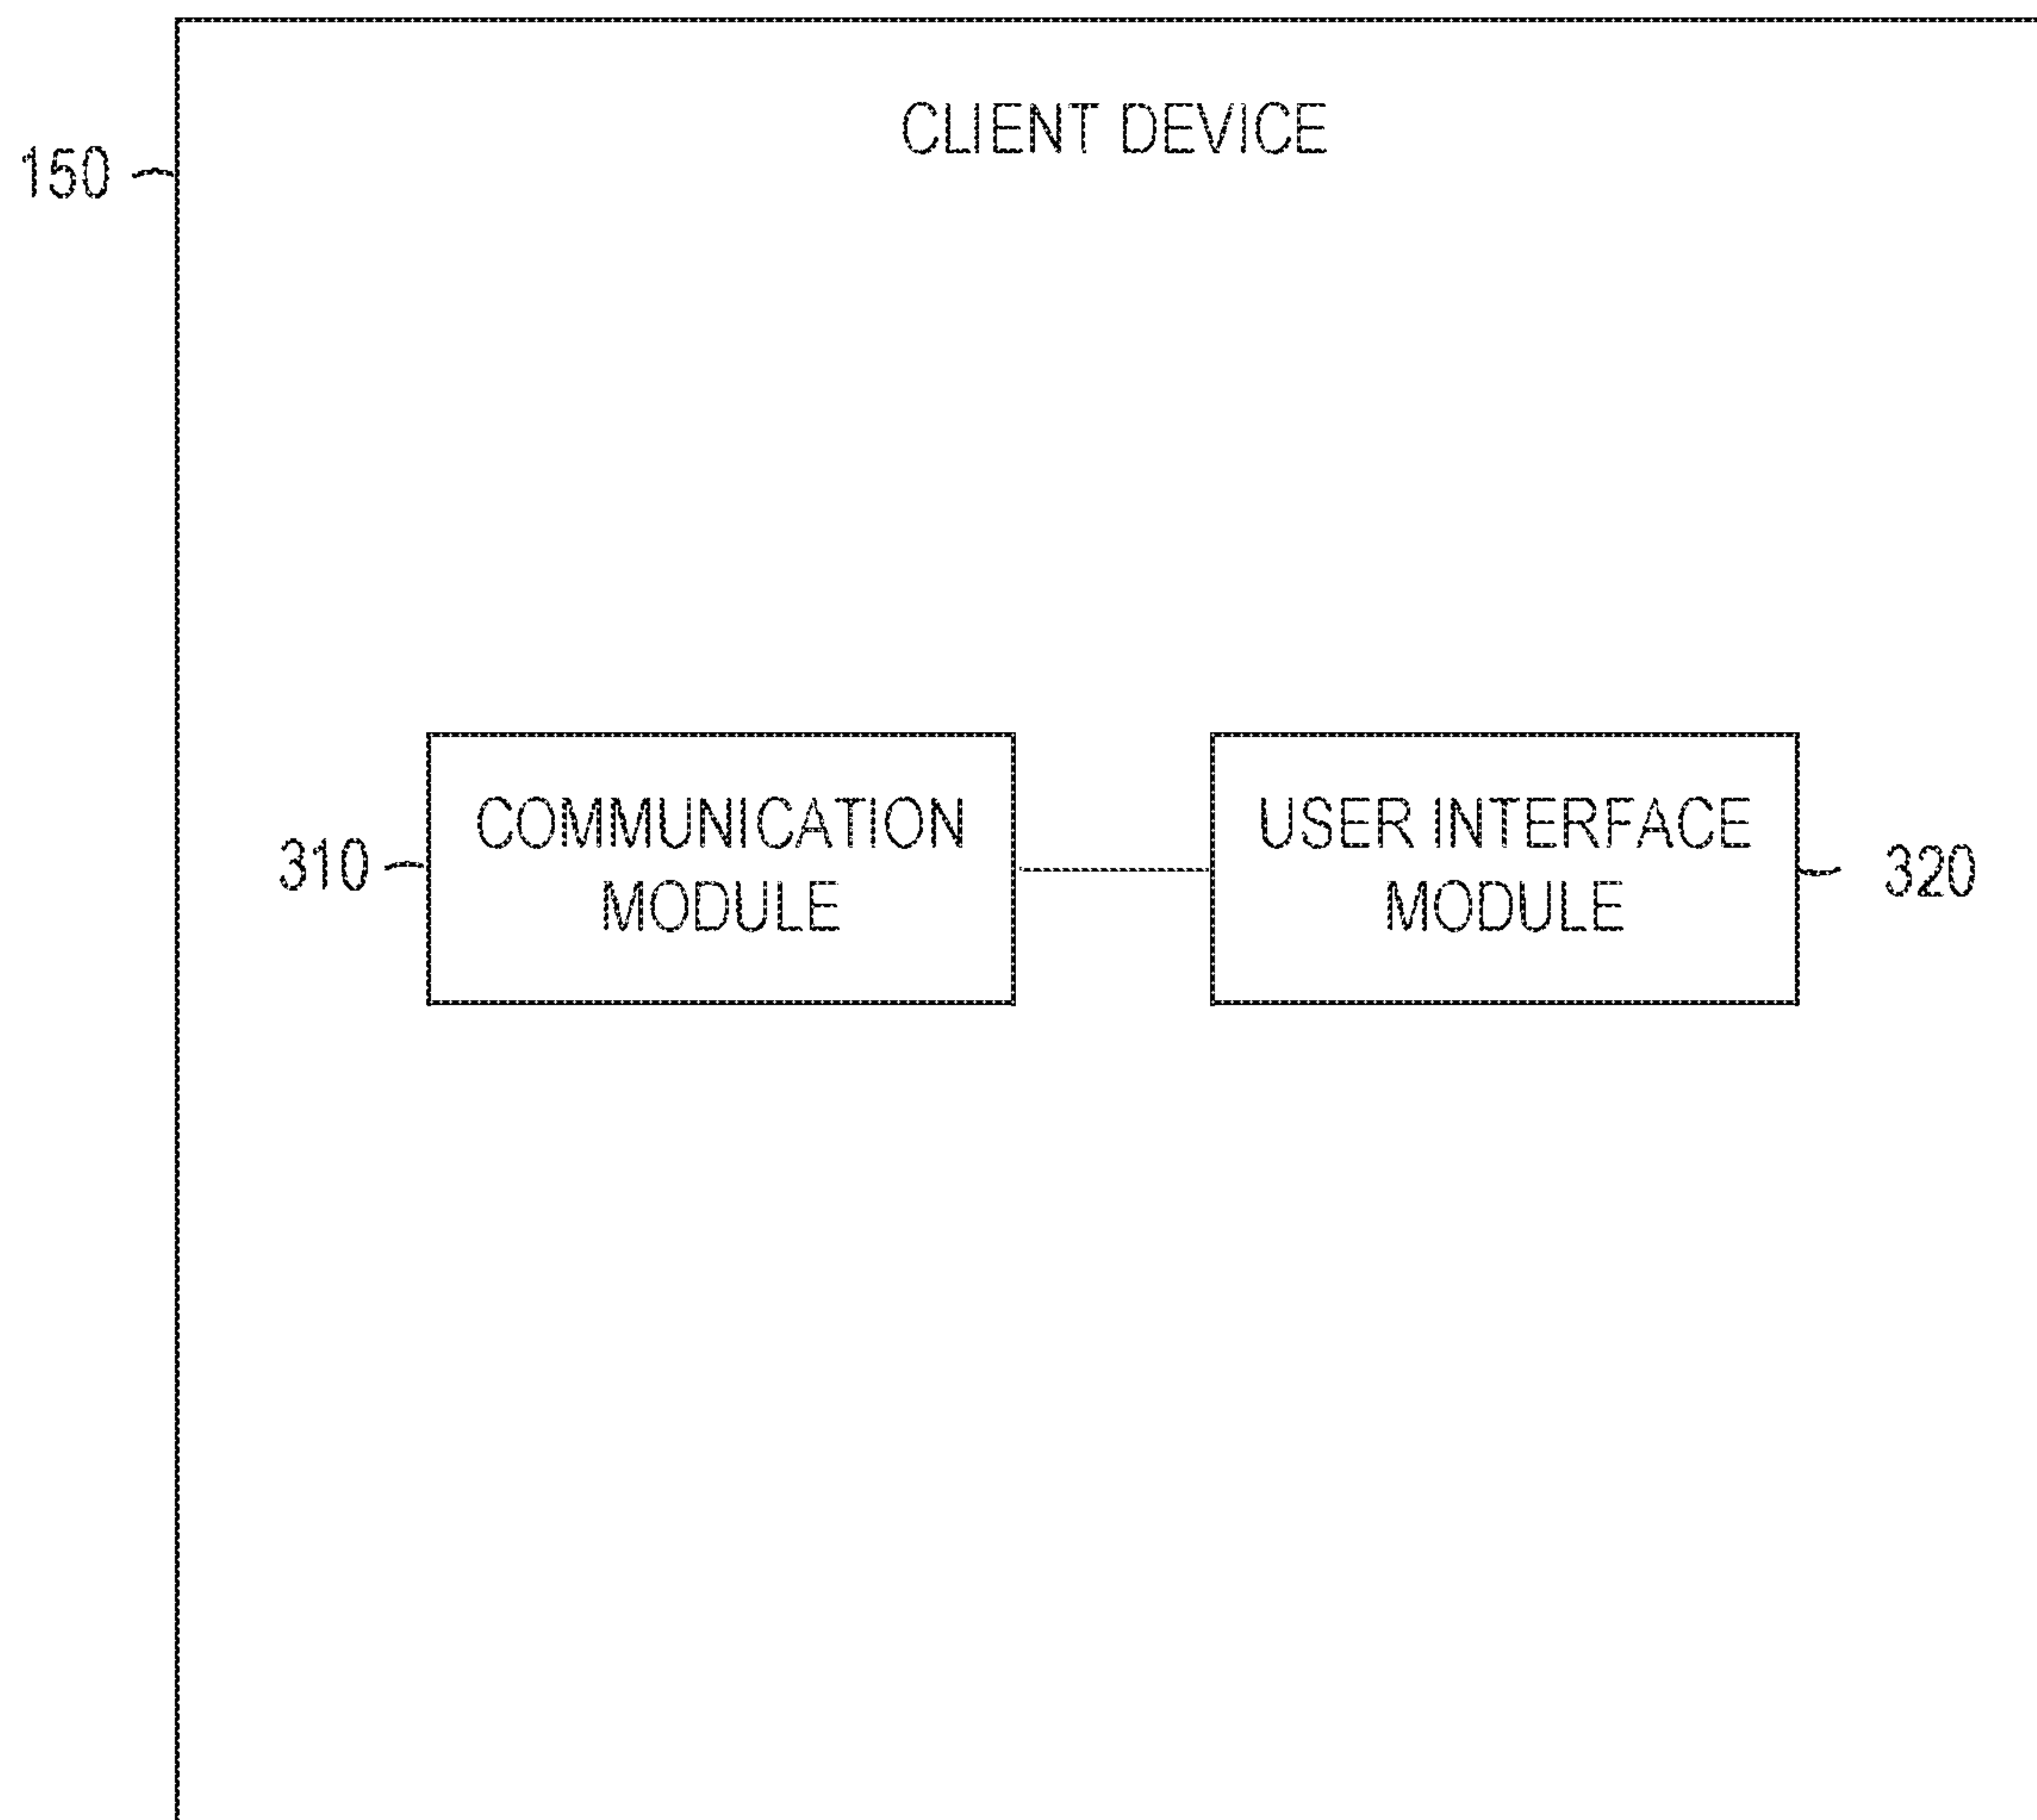 CLIENT DEVICE
150
COMMUNICATION
MODULE
310
USER INTERFACE
MODULE
320